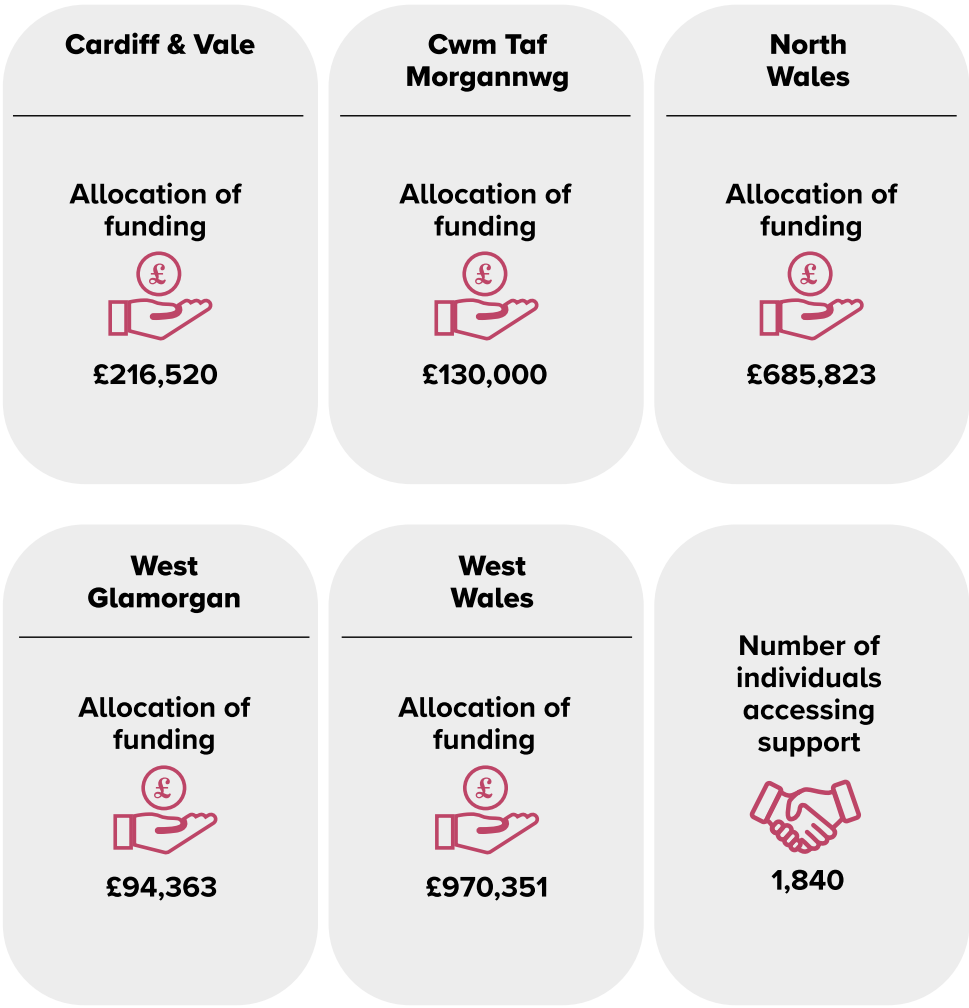 Cardiff & Vale
Allocation of
funding
£
£216,520
Cwm Taf
Morgannwg
Allocation of
funding
£
£130,000
North
Wales
Allocation of
funding
£
£685,823
West
Glamorgan
Allocation of
funding
£
£94,363
West
Wales
Allocation of
funding
£
£970,351
Number of
individuals
accessing
support
1,840